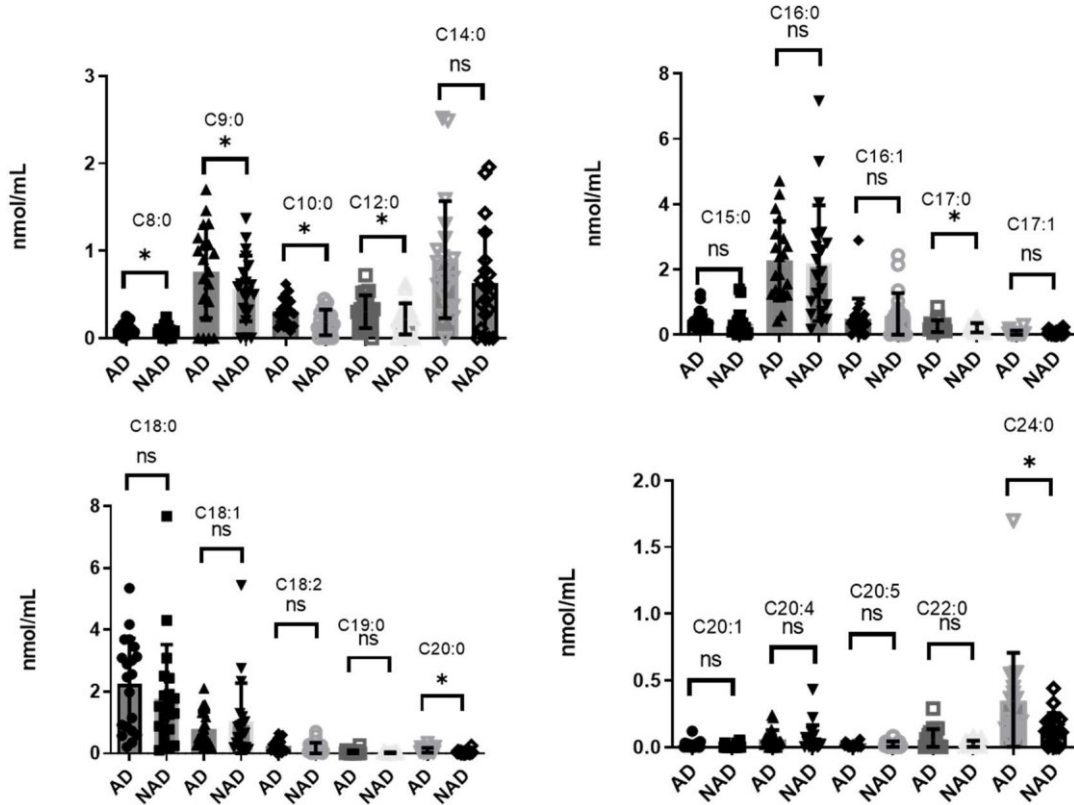 C14:0
ns
3
C9:0
*
2
C10:0
*
C12:0
*
C8:0
*
1
0
nmol/mL
AD NAD AD NAD AD NAD AD NAD AD NAD
C16:0
ns
8
6
C16:1
ns
C17:0
*
C15:0
ns
C17:1
ns
4
2
0
nmol/mL
AD NAD AD NAD AD NAD AD NAD AD NAD
C18:0
ns
8
C18:1
ns
6
C18:2
ns
C19:0
ns
C20:0
*
4
2
0
nmol/mL
AD NAD AD NAD AD NAD AD NAD AD NAD
C24:0
*
2.0
1.5
C20:5
ns
C22:0
ns
C20:4
ns
C20:1
ns
1.0
0.5
0.0
nmol/mL
AD NAD AD NAD AD NAD AD NAD AD NAD